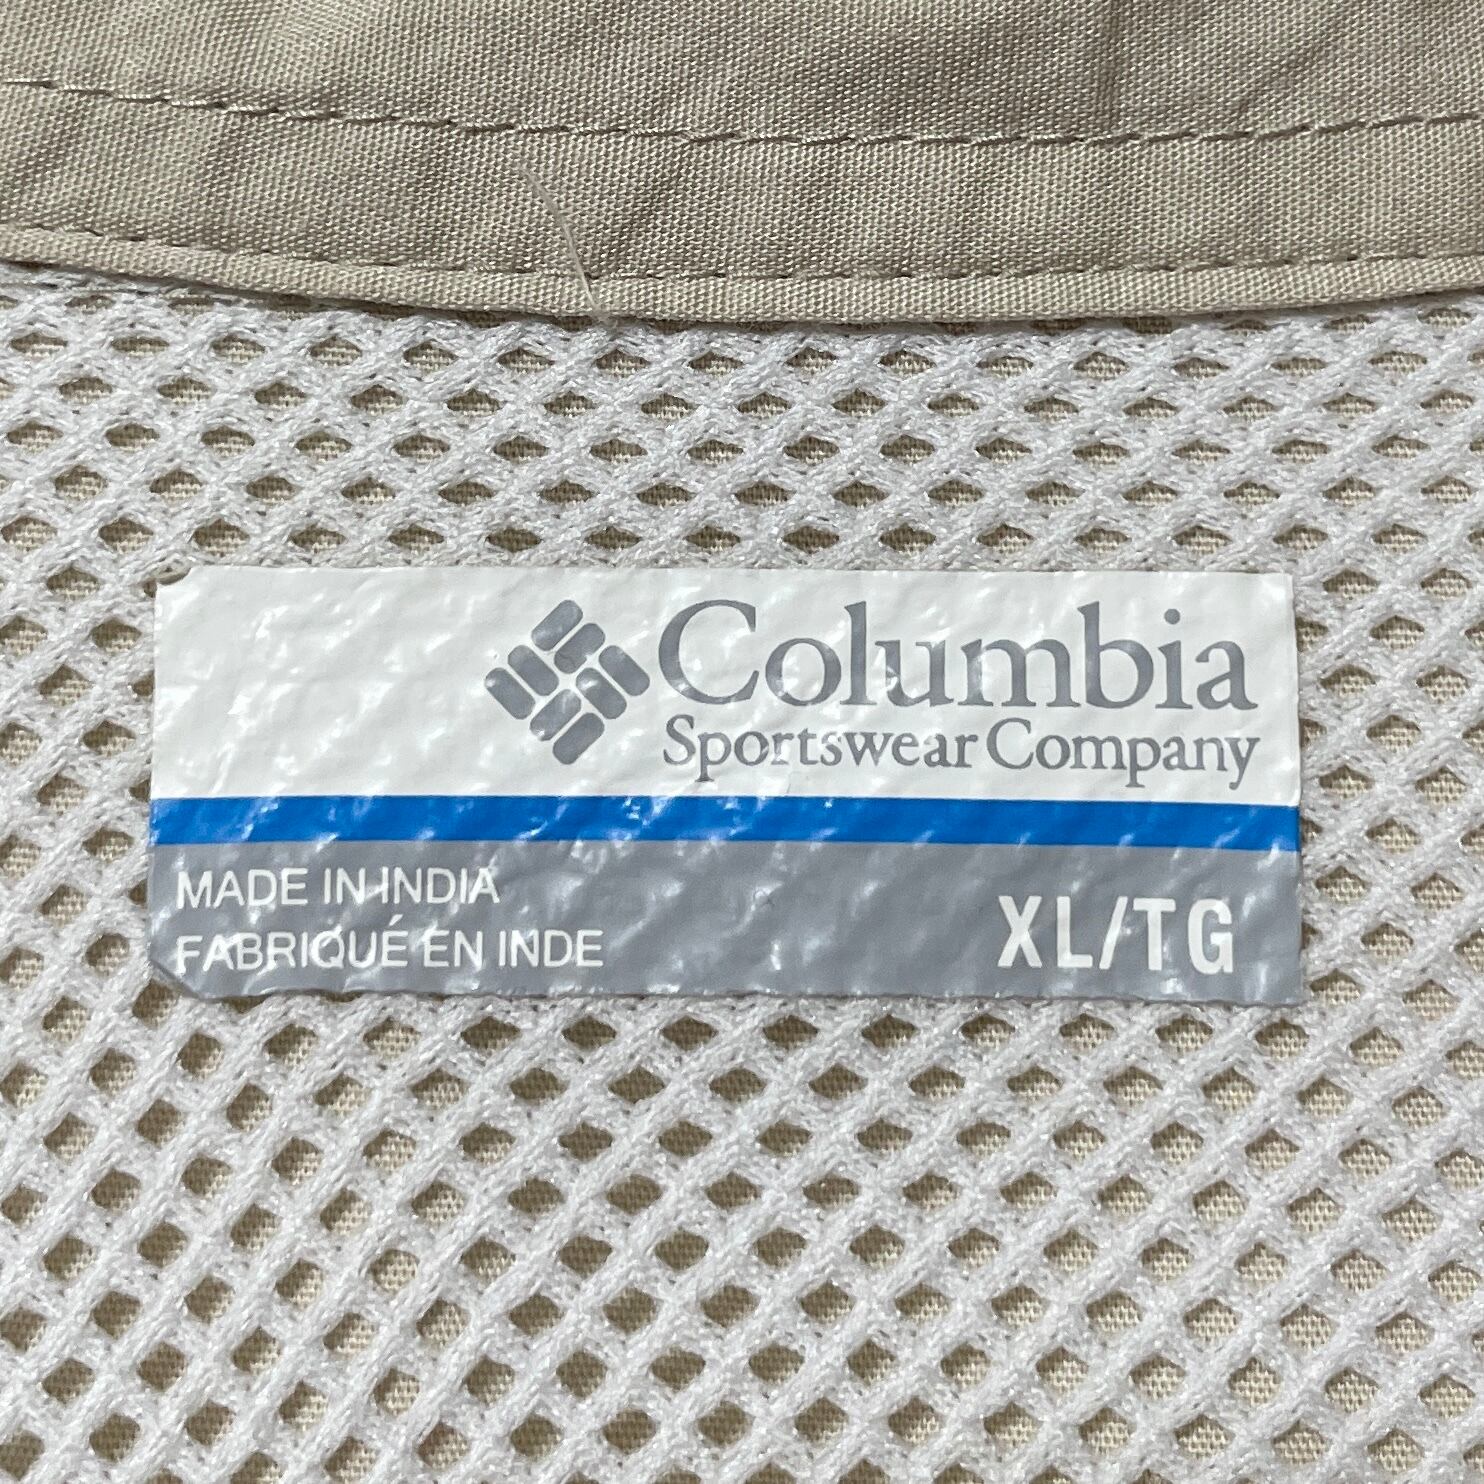 Columbia
Sportswear Company
MADE IN INDIA
FABRIQUÉ EN INDE
XL/TG